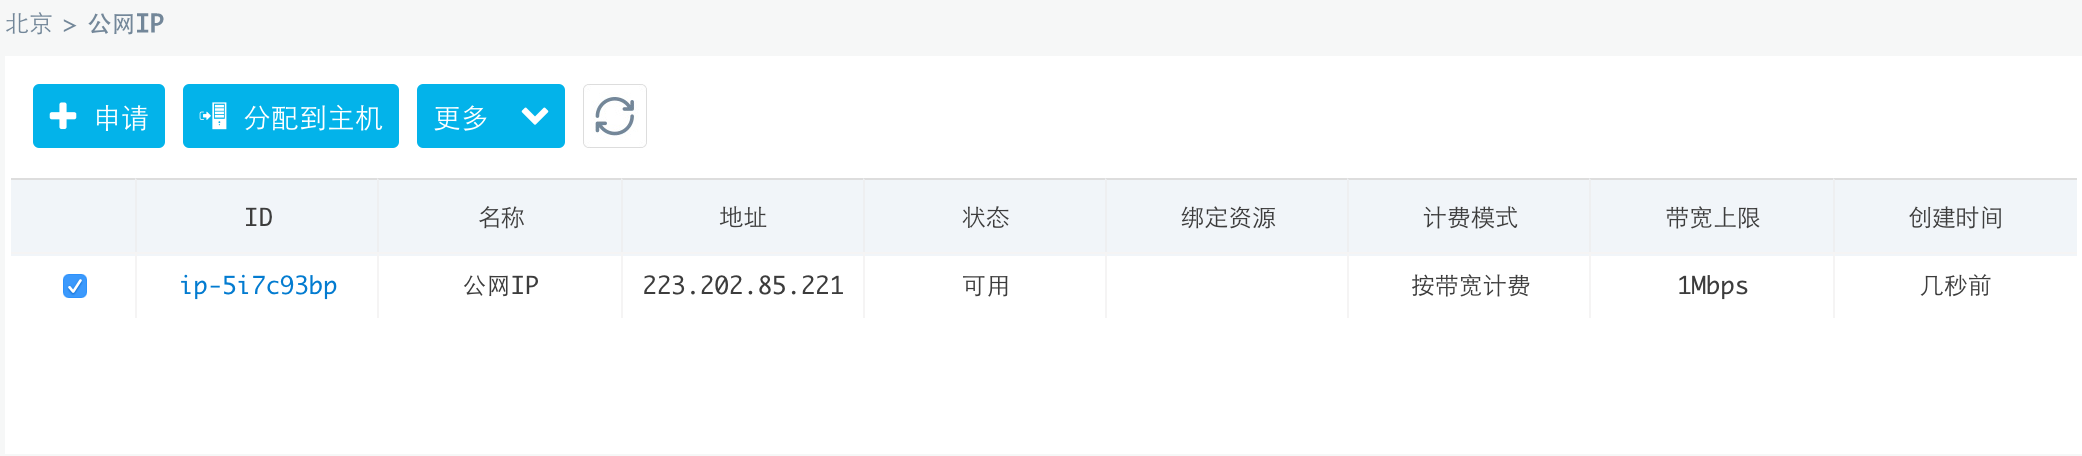 北京 > 公网IP
申请 分配到主机 更多
ID 名称 地址 状态 绑定资源 计费模式 带宽上限 创建时间
ip-5i7c93bp 公网IP 223.202.85.221 可用 按带宽计费 1Mbps 几秒前